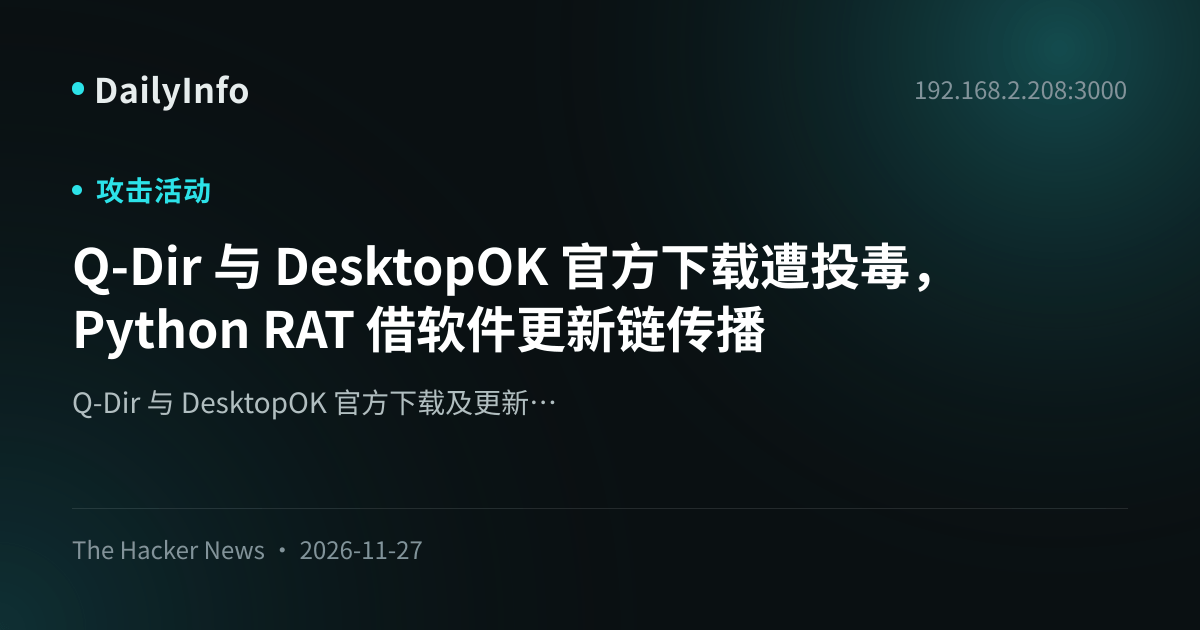 DailyInfo
192.168.2.208:3000
攻击活动
Q-Dir 与 DesktopOK 官方下载遭投毒，
Python RAT 借软件更新链传播
Q-Dir 与 DesktopOK 官方下载及更新…
The Hacker News · 2026-11-27